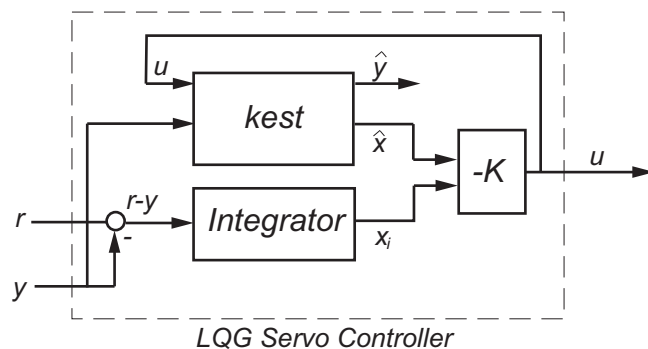 u
ŷ
kest
x̂
-K
u
r
r-y
-
Integrator
xᵢ
y
LQG Servo Controller